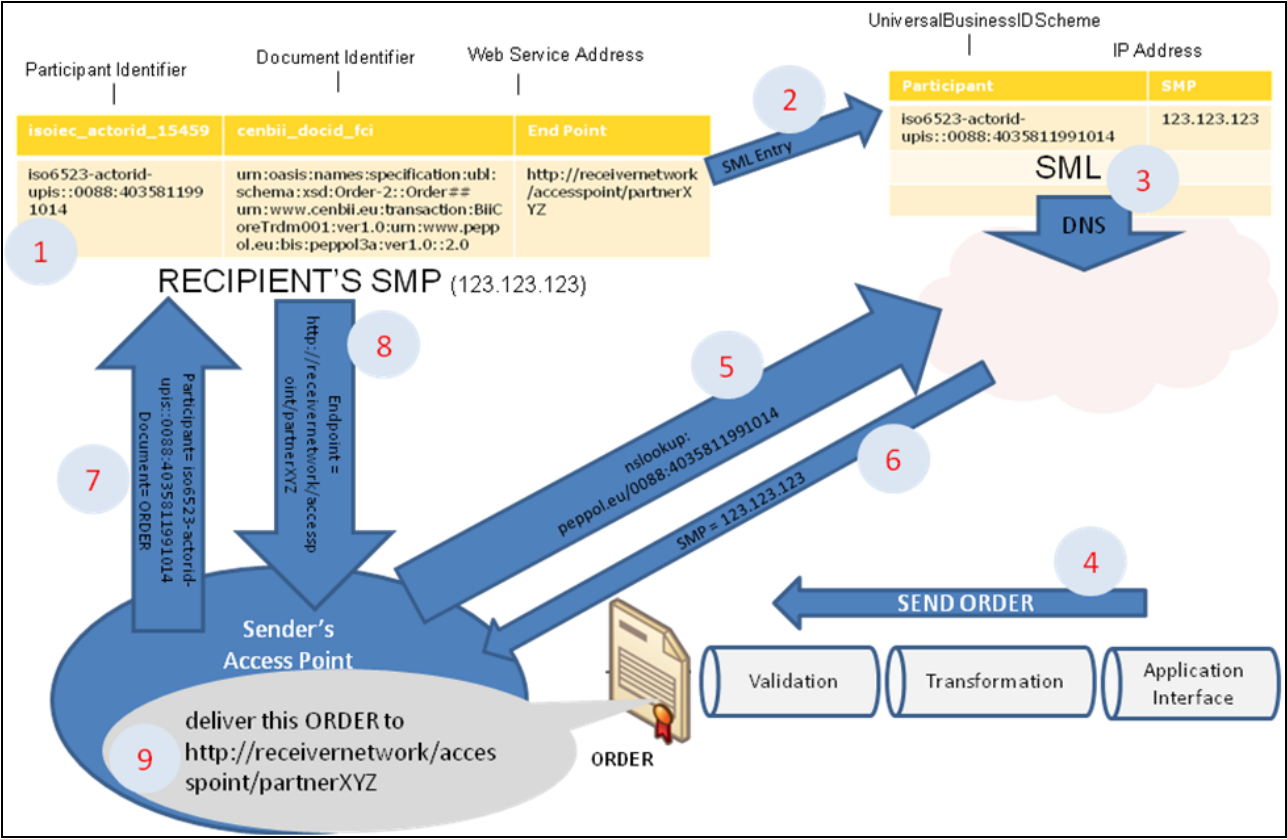 UniversalBusinessIDScheme
Participant Identifier
Document Identifier
Web Service Address
IP Address
isoiec_actorid_15459
cenbii_docid_fci
End Point
iso6523-actorid-
upis::0088:403581199
1014
urn:oasis:names:specification:ubl:
schema:xsd:Order-2::Order##
urn:www.cenbii.eu:transaction:BiiC
oreTrdm001:ver1.0:urn:www.pepp
ol.eu:bis:peppol3a:ver1.0::2.0
http://receivernetwork
/accesspoint/partnerX
YZ
1
RECIPIENT'S SMP (123.123.123)
2
SML Entry
Participant
SMP
iso6523-actorid-
upis::0088:4035811991014
123.123.123
SML
3
DNS
7
Participant= iso6523-actorid-
upis::0088:4035811991014
Document= ORDER
8
Endpoint =
http://receivernetwork/accessp
oint/partnerXYZ
5
nslookup:
peppol.eu/0088:4035811991014
6
SMP = 123.123.123
4
SEND ORDER
Validation
Transformation
Application
Interface
Sender's
Access Point
9
deliver this ORDER to
http://receivernetwork/acces
spoint/partnerXYZ
ORDER